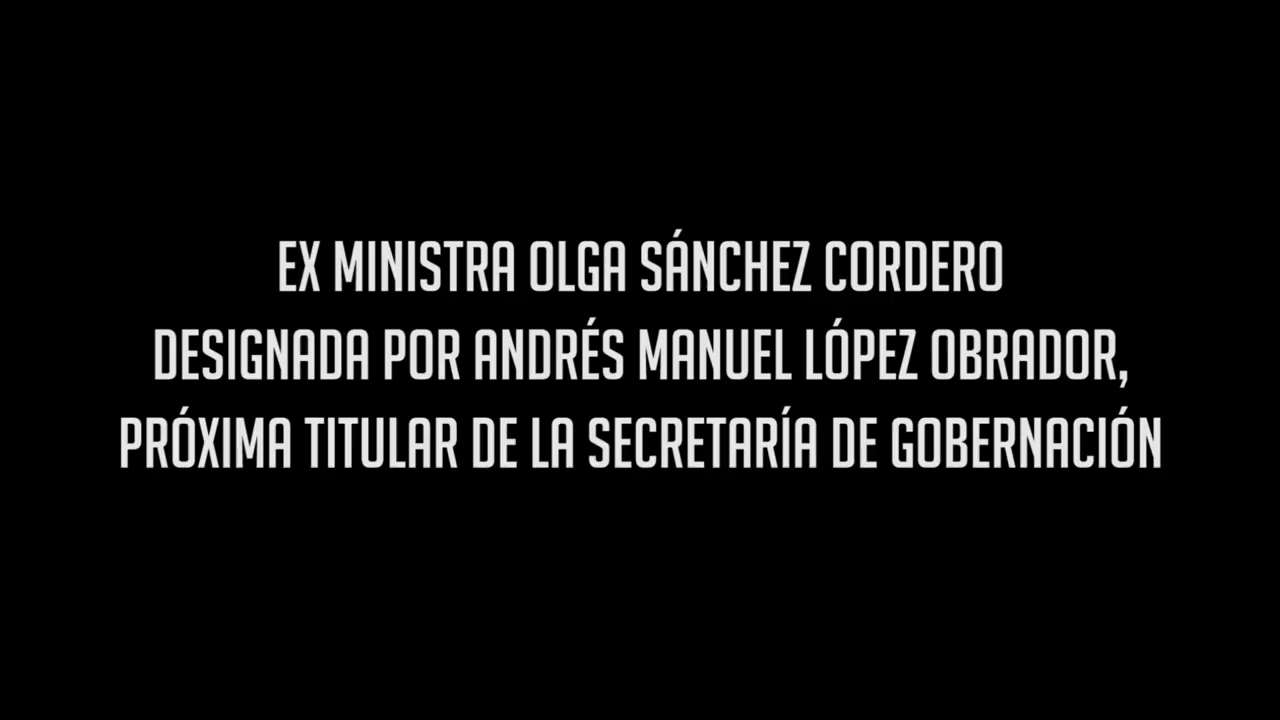 EX MINISTRA OLGA SÁNCHEZ CORDERO
DESIGNADA POR ANDRÉS MANUEL LÓPEZ OBRADOR,
PRÓXIMA TITULAR DE LA SECRETARÍA DE GOBERNACIÓN